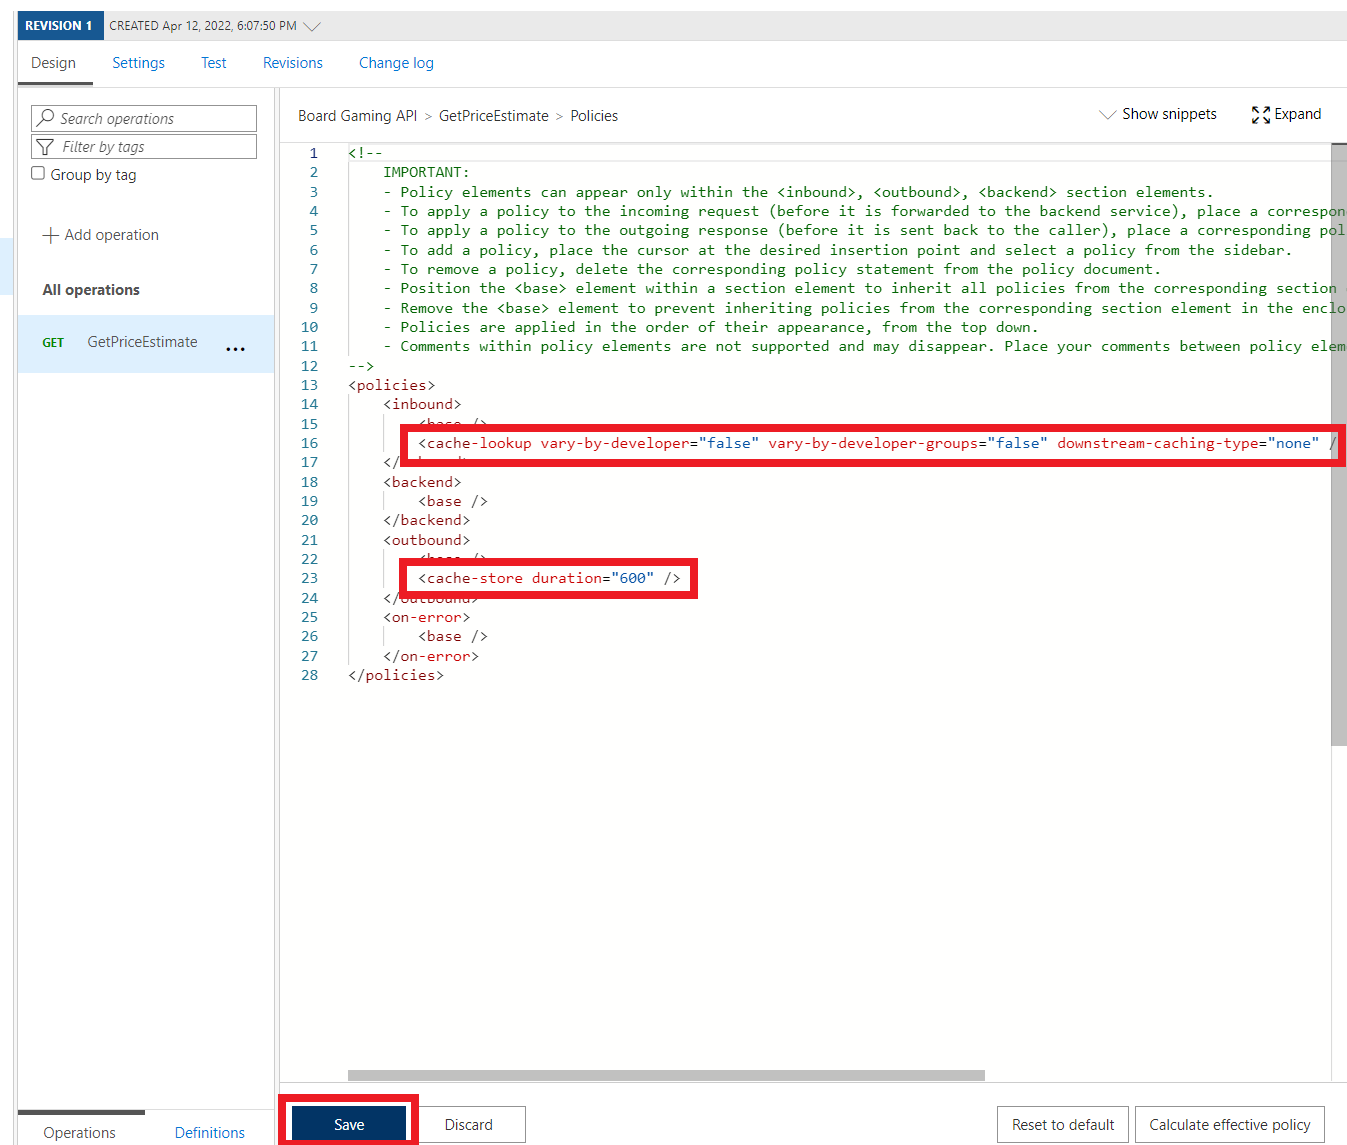 REVISION 1 CREATED Apr 12, 2022, 6:07:50 PM
Design Settings Test Revisions Change log
Search operations
Filter by tags
Group by tag
Add operation
All operations
GET GetPriceEstimate ...
Board Gaming API > GetPriceEstimate > Policies
Show snippets Expand
1 <!--
2 IMPORTANT:
3 - Policy elements can appear only within the <inbound>, <outbound>, <backend> section elements.
4 - To apply a policy to the incoming request (before it is forwarded to the backend service), place a correspon
5 - To apply a policy to the outgoing response (before it is sent back to the caller), place a corresponding pol
6 - To add a policy, place the cursor at the desired insertion point and select a policy from the sidebar.
7 - To remove a policy, delete the corresponding policy statement from the policy document.
8 - Position the <base> element within a section element to inherit all policies from the corresponding section
9 - Remove the <base> element to prevent inheriting policies from the corresponding section element in the enclo
10 - Policies are applied in the order of their appearance, from the top down.
11 - Comments within policy elements are not supported and may disappear. Place your comments between policy elem
12 -->
13 <policies>
14 <inbound>
15 <base />
16 <cache-lookup vary-by-developer="false" vary-by-developer-groups="false" downstream-caching-type="none" /
17 </
18 <backend>
19 <base />
20 </backend>
21 <outbound>
22 <base />
23 <cache-store duration="600" />
24 </outbound>
25 <on-error>
26 <base />
27 </on-error>
28 </policies>
Operations Definitions
Save Discard Reset to default Calculate effective policy